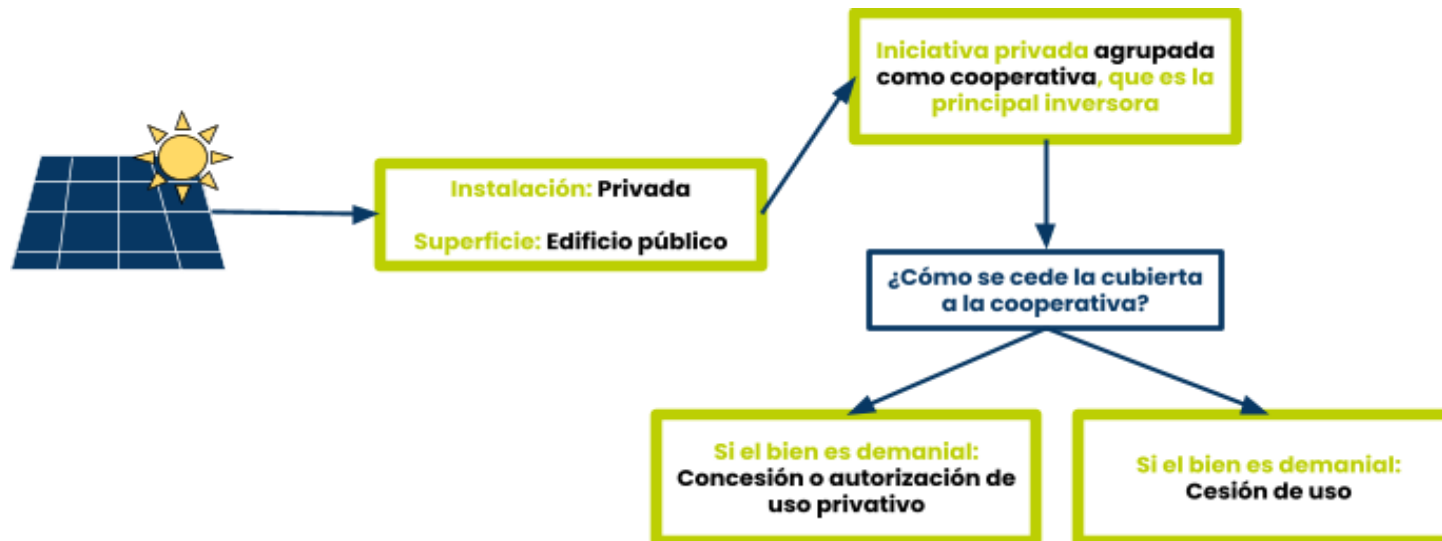 Iniciativa privada agrupada
como cooperativa, que es la
principal inversora
Instalación: Privada
Superficie: Edificio público
¿Cómo se cede la cubierta
a la cooperativa?
Si el bien es demanial:
Concesión o autorización de
uso privativo
Si el bien es demanial:
Cesión de uso